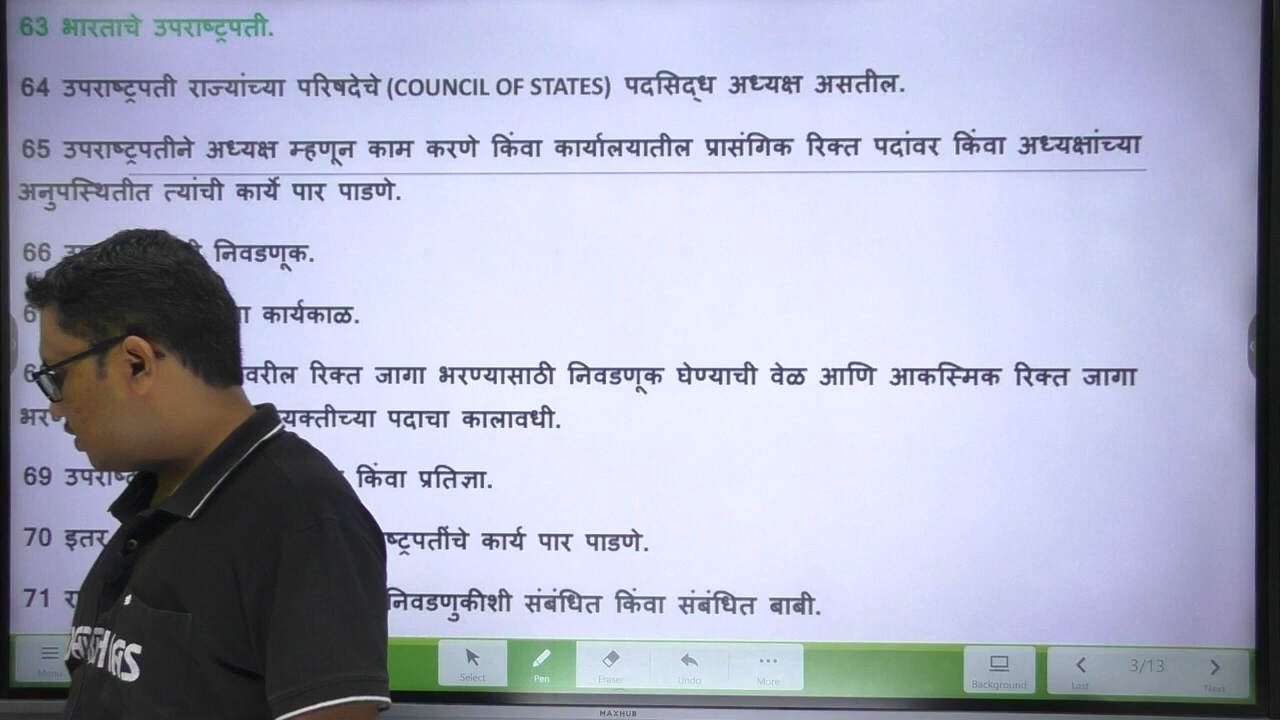 63 भारताचे उपराष्ट्रपती.
64 उपराष्ट्रपती राज्यांच्या परिषदेचे (COUNCIL OF STATES) पदसिद्ध अध्यक्ष असतील.
65 उपराष्ट्रपतीने अध्यक्ष म्हणून काम करणे किंवा कार्यालयातील प्रासंगिक रिक्त पदांवर किंवा अध्यक्षांच्या
अनुपस्थितीत त्यांची कार्ये पार पाडणे.
66 निवडणूक.
कार्यकाळ.
रिक्त जागा भरण्यासाठी निवडणूक घेण्याची वेळ आणि आकस्मिक रिक्त जागा
पदाचा कालावधी.
69 किंवा प्रतिज्ञा.
70 इतर कार्य पार पाडणे.
71 निवडणुकीशी संबंधित किंवा संबंधित बाबी.
Menu Select Pen Eraser Undo More Background Last 3/13 Next
MAXHUB